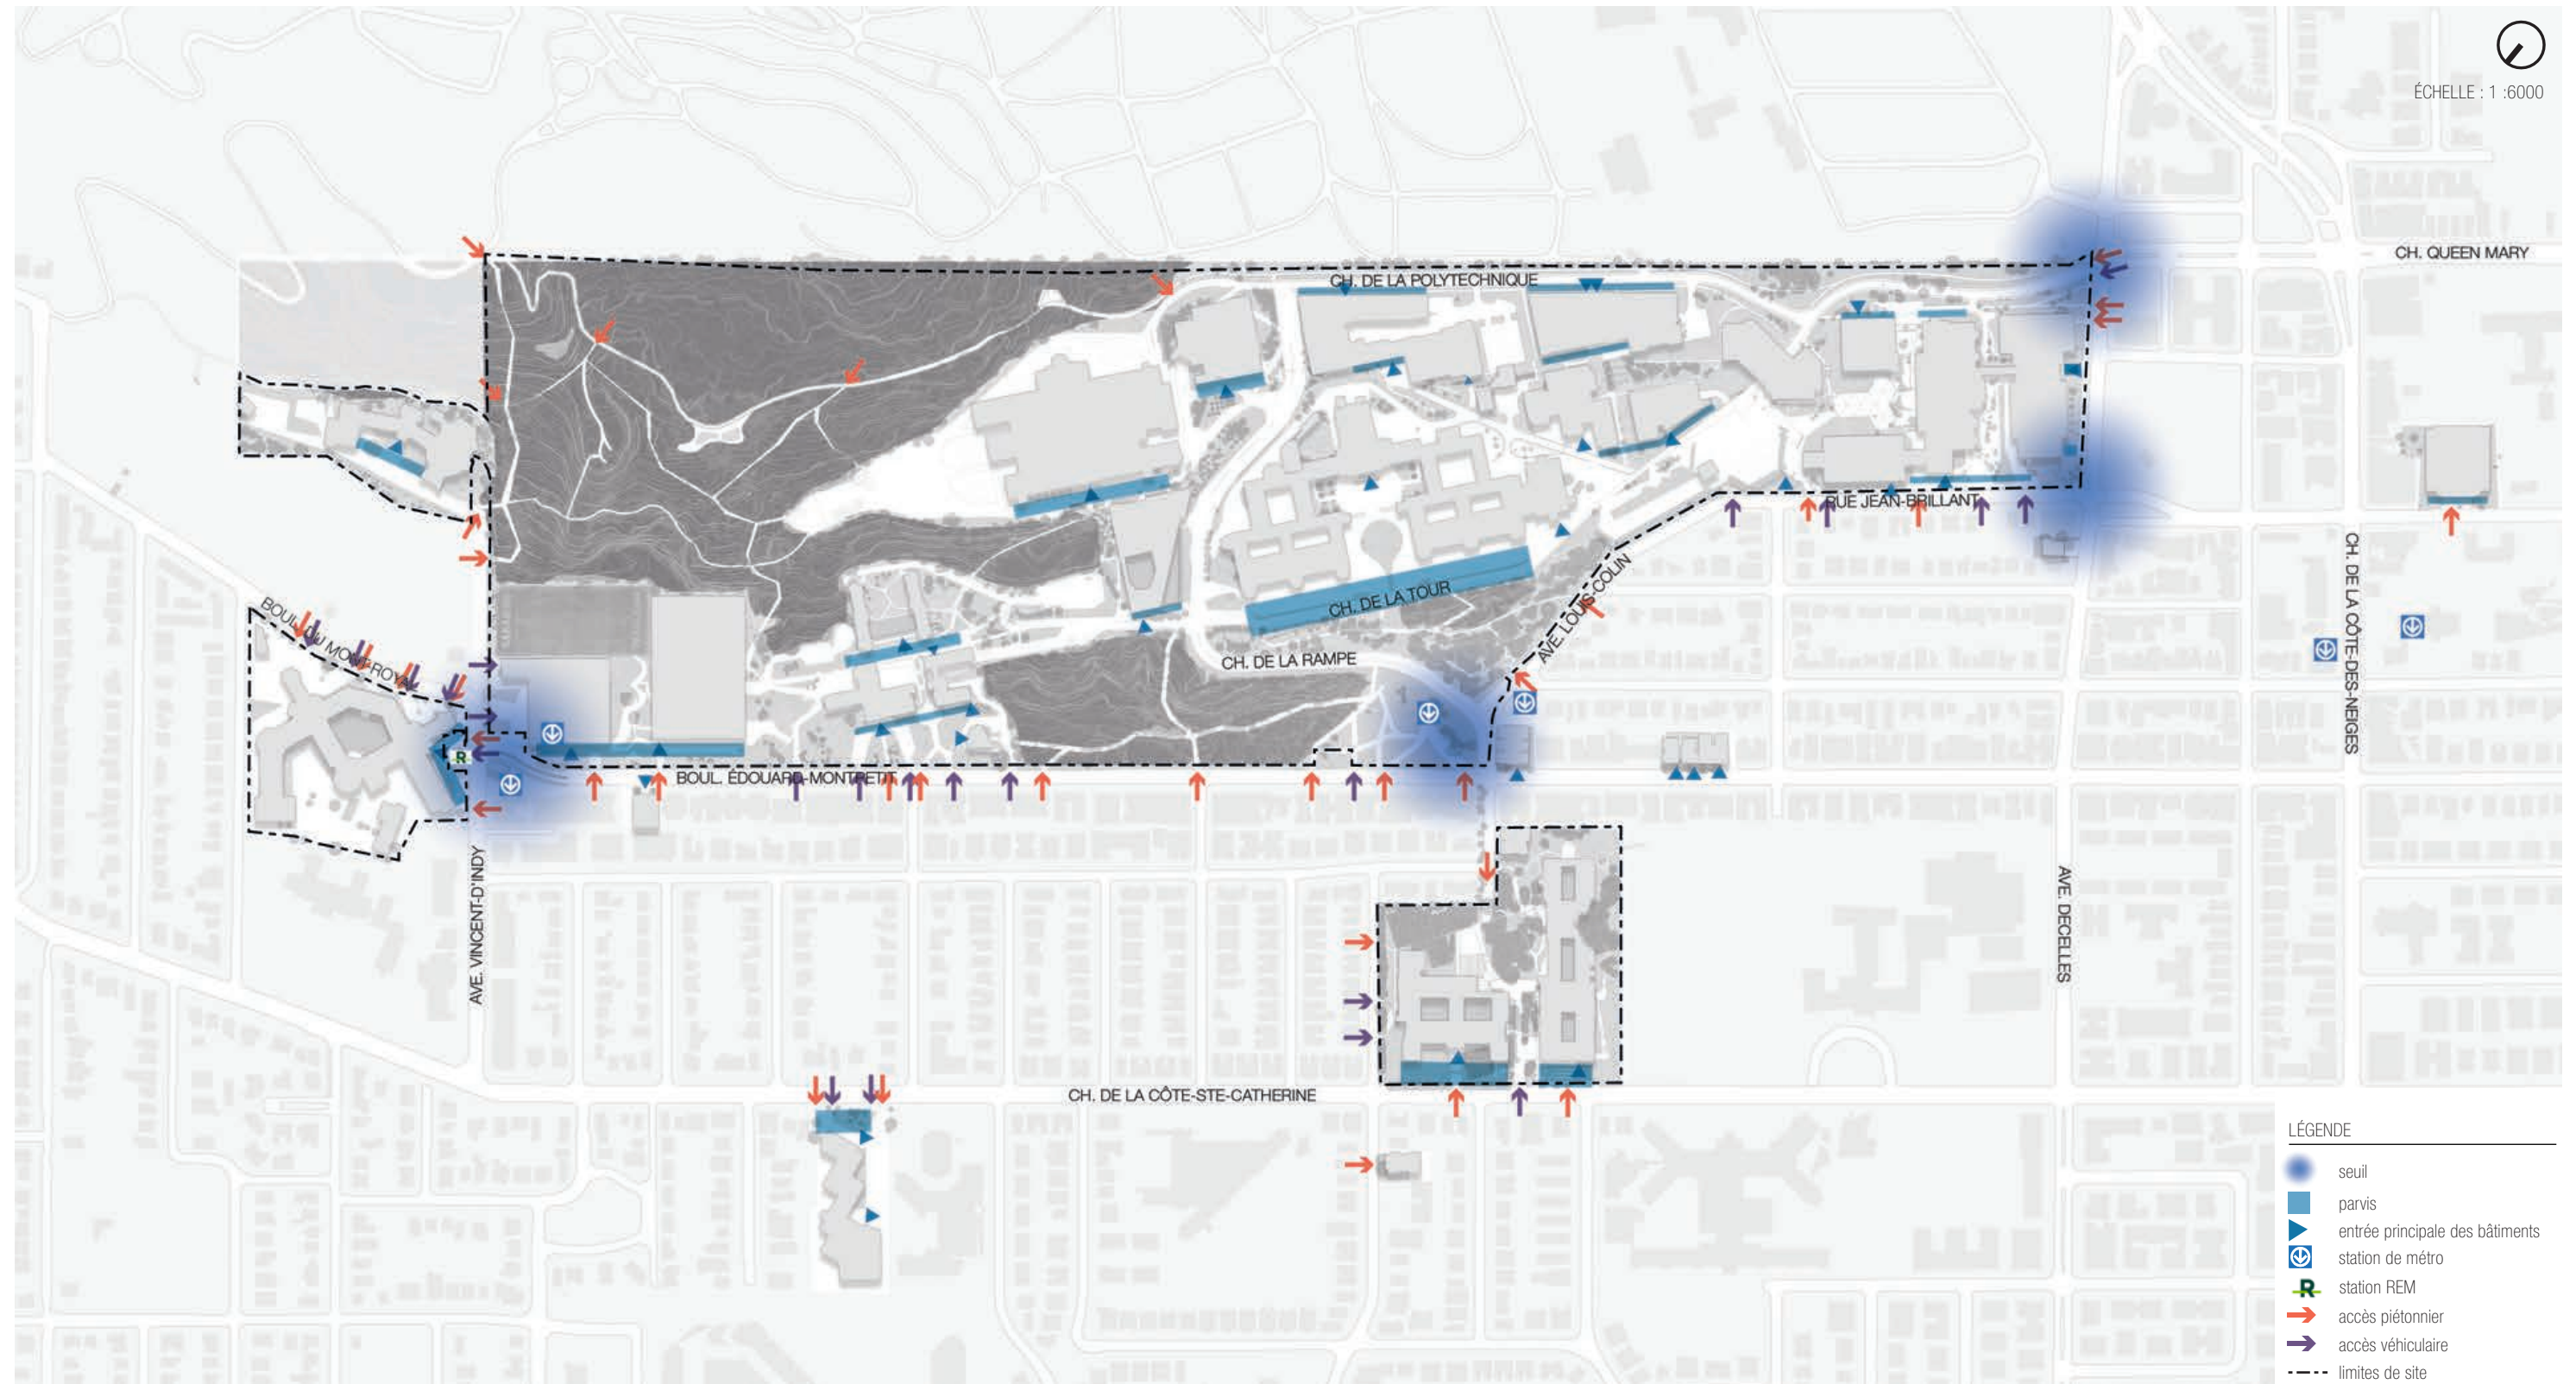 ÉCHELLE : 1 :6000
CH. QUEEN MARY
CH. DE LA POLYTECHNIQUE
RUE JEAN-BRILLANT
CH. DE LA CÔTE-DES-NEIGES
AVE. LOUIS-COLIN
CH. DE LA TOUR
BOUL. DU MONT-ROYAL
CH. DE LA RAMPE
R
BOUL. ÉDOUARD-MONTPETIT
AVE. VINCENT-D'INDY
AVE. DECELLES
CH. DE LA CÔTE-STE-CATHERINE
LÉGENDE
seuil
parvis
entrée principale des bâtiments
station de métro
R station REM
accès piétonnier
accès véhiculaire
limites de site